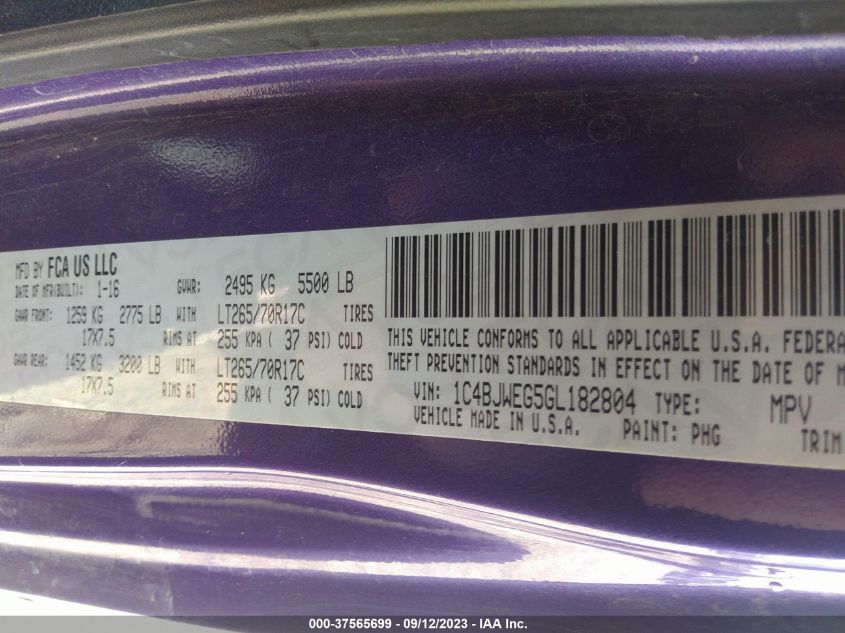 MFD BY FCA US LLC
DATE OF MFR(BUILT): 1-16 GVWR: 2495 KG 5500 LB
GAWR FRONT: 1259 KG 2775 LB WITH LT265/70R17C TIRES
17X7.5 RIMS AT 255 KPA ( 37 PSI) COLD
GAWR REAR: 1452 KG 3200 LB WITH LT265/70R17C TIRES
17X7.5 RIMS AT 255 KPA ( 37 PSI) COLD
THIS VEHICLE CONFORMS TO ALL APPLICABLE U.S.A. FEDERA
THEFT PREVENTION STANDARDS IN EFFECT ON THE DATE OF M
VIN: 1C4BJWEG5GL182804 TYPE: MPV
VEHICLE MADE IN U.S.A. PAINT: PHG TRIM
000-37565699 - 09/12/2023 - IAA Inc.